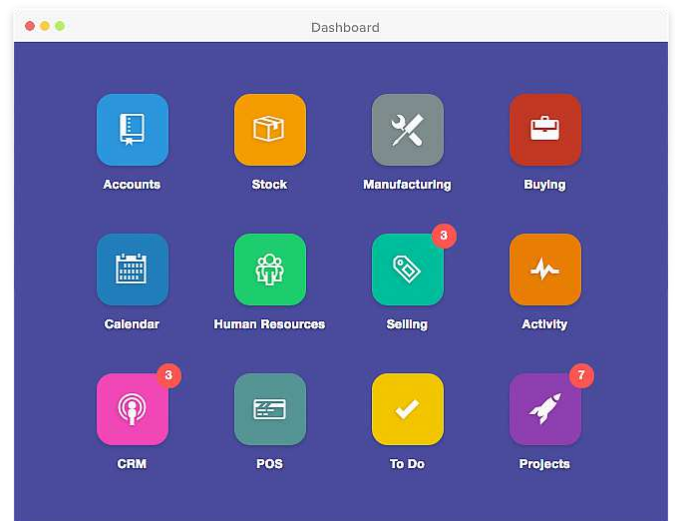 Dashboard
Accounts Stock Manufacturing Buying
3
Calendar Human Resources Selling Activity
3 7
CRM POS To Do Projects